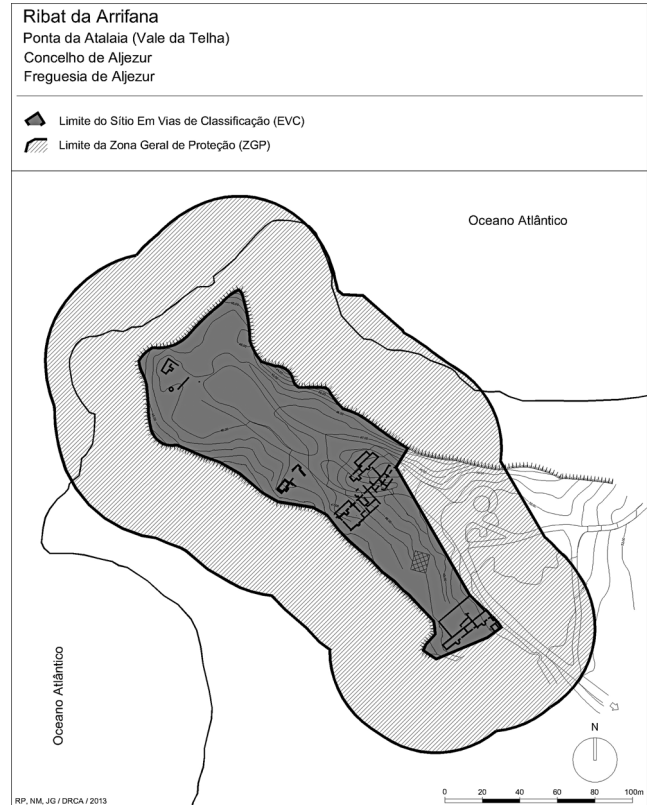 Ribat da Arrifana
Ponta da Atalaia (Vale da Telha)
Concelho de Aljezur
Freguesia de Aljezur
Limite do Sítio Em Vias de Classificação (EVC)
Limite da Zona Geral de Proteção (ZGP)
Oceano Atlântico
Oceano Atlântico
N
0 20 40 60 80 100m
RP, NM, JG / DRCA / 2013